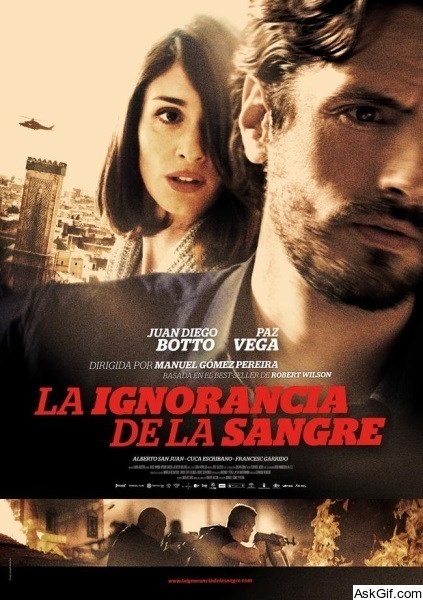 JUAN DIEGO PAZ
BOTTO VEGA
DIRIGIDA POR MANUEL GÓMEZ PEREIRA
BASADA EN EL BEST-SELLER DE ROBERT WILSON
LA IGNORANCIA
DE LA SANGRE
ALBERTO SAN JUAN · CUCA ESCRIBANO · FRANCESC GARRIDO
www.laignoranciadelasangre.com
AskGif.com